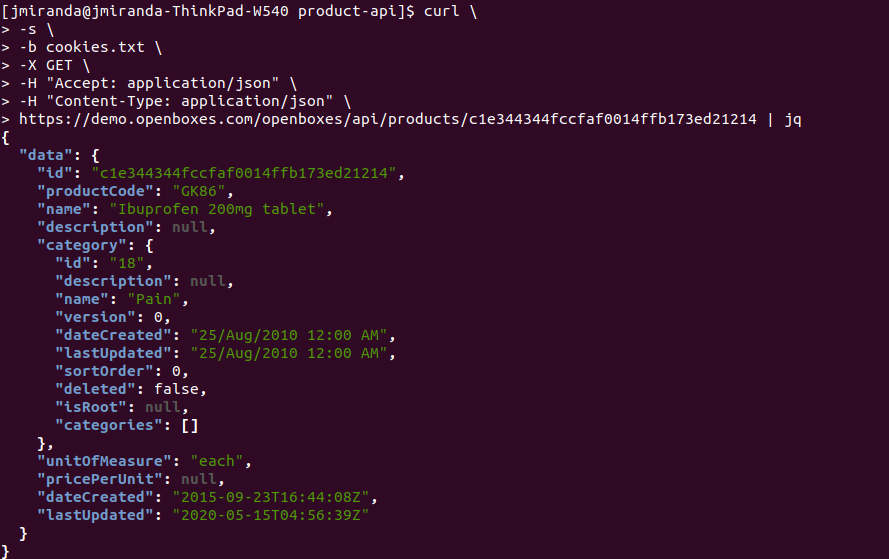 [jmiranda@jmiranda-ThinkPad-W540 product-api]$ curl \
> -s \
> -b cookies.txt \
> -X GET \
> -H "Accept: application/json" \
> -H "Content-Type: application/json" \
> https://demo.openboxes.com/openboxes/api/products/c1e344344fccfaf0014ffb173ed21214 | jq
{
  "data": {
    "id": "c1e344344fccfaf0014ffb173ed21214",
    "productCode": "GK86",
    "name": "Ibuprofen 200mg tablet",
    "description": null,
    "category": {
      "id": "18",
      "description": null,
      "name": "Pain",
      "version": 0,
      "dateCreated": "25/Aug/2010 12:00 AM",
      "lastUpdated": "25/Aug/2010 12:00 AM",
      "sortOrder": 0,
      "deleted": false,
      "isRoot": null,
      "categories": []
    },
    "unitOfMeasure": "each",
    "pricePerUnit": null,
    "dateCreated": "2015-09-23T16:44:08Z",
    "lastUpdated": "2020-05-15T04:56:39Z"
  }
}